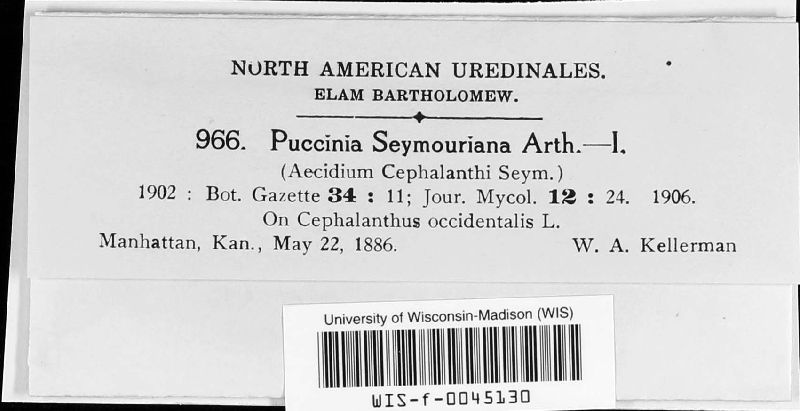 NORTH AMERICAN UREDINALES.
ELAM BARTHOLOMEW.
966. Puccinia Seymouriana Arth.—I.
(Aecidium Cephalanthi Seym.)
1902 : Bot. Gazette 34 : 11; Jour. Mycol. 12 : 24. 1906.
On Cephalanthus occidentalis L.
Manhattan, Kan., May 22, 1886. W. A. Kellerman
University of Wisconsin-Madison (WIS)
WIS-f-0045130